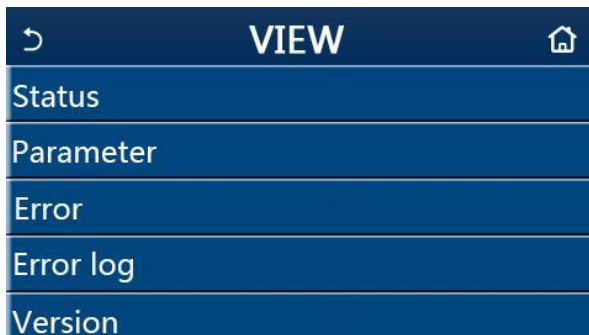 VIEW
Status
Parameter
Error
Error log
Version